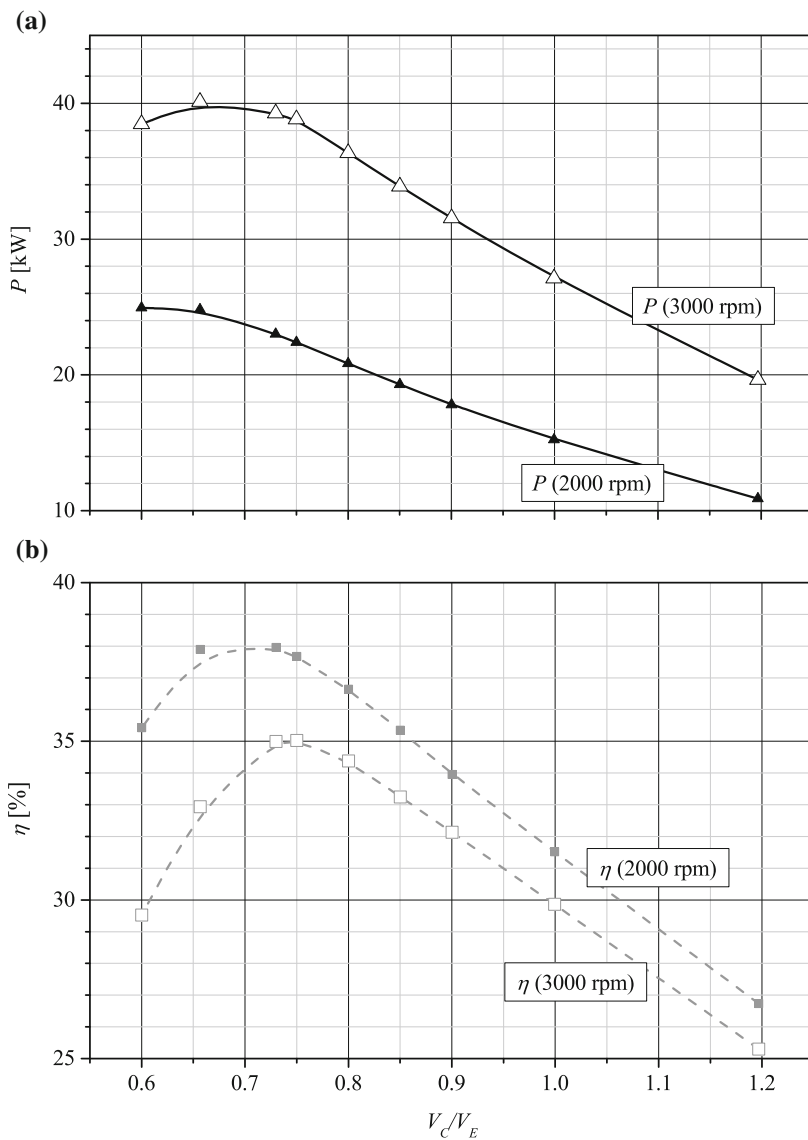 (a)
40
30
20
10
P [kW]
P (3000 rpm)
P (2000 rpm)
(b)
40
35
30
25
η [%]
η (2000 rpm)
η (3000 rpm)
0.6 0.7 0.8 0.9 1.0 1.1 1.2
V_C/V_E